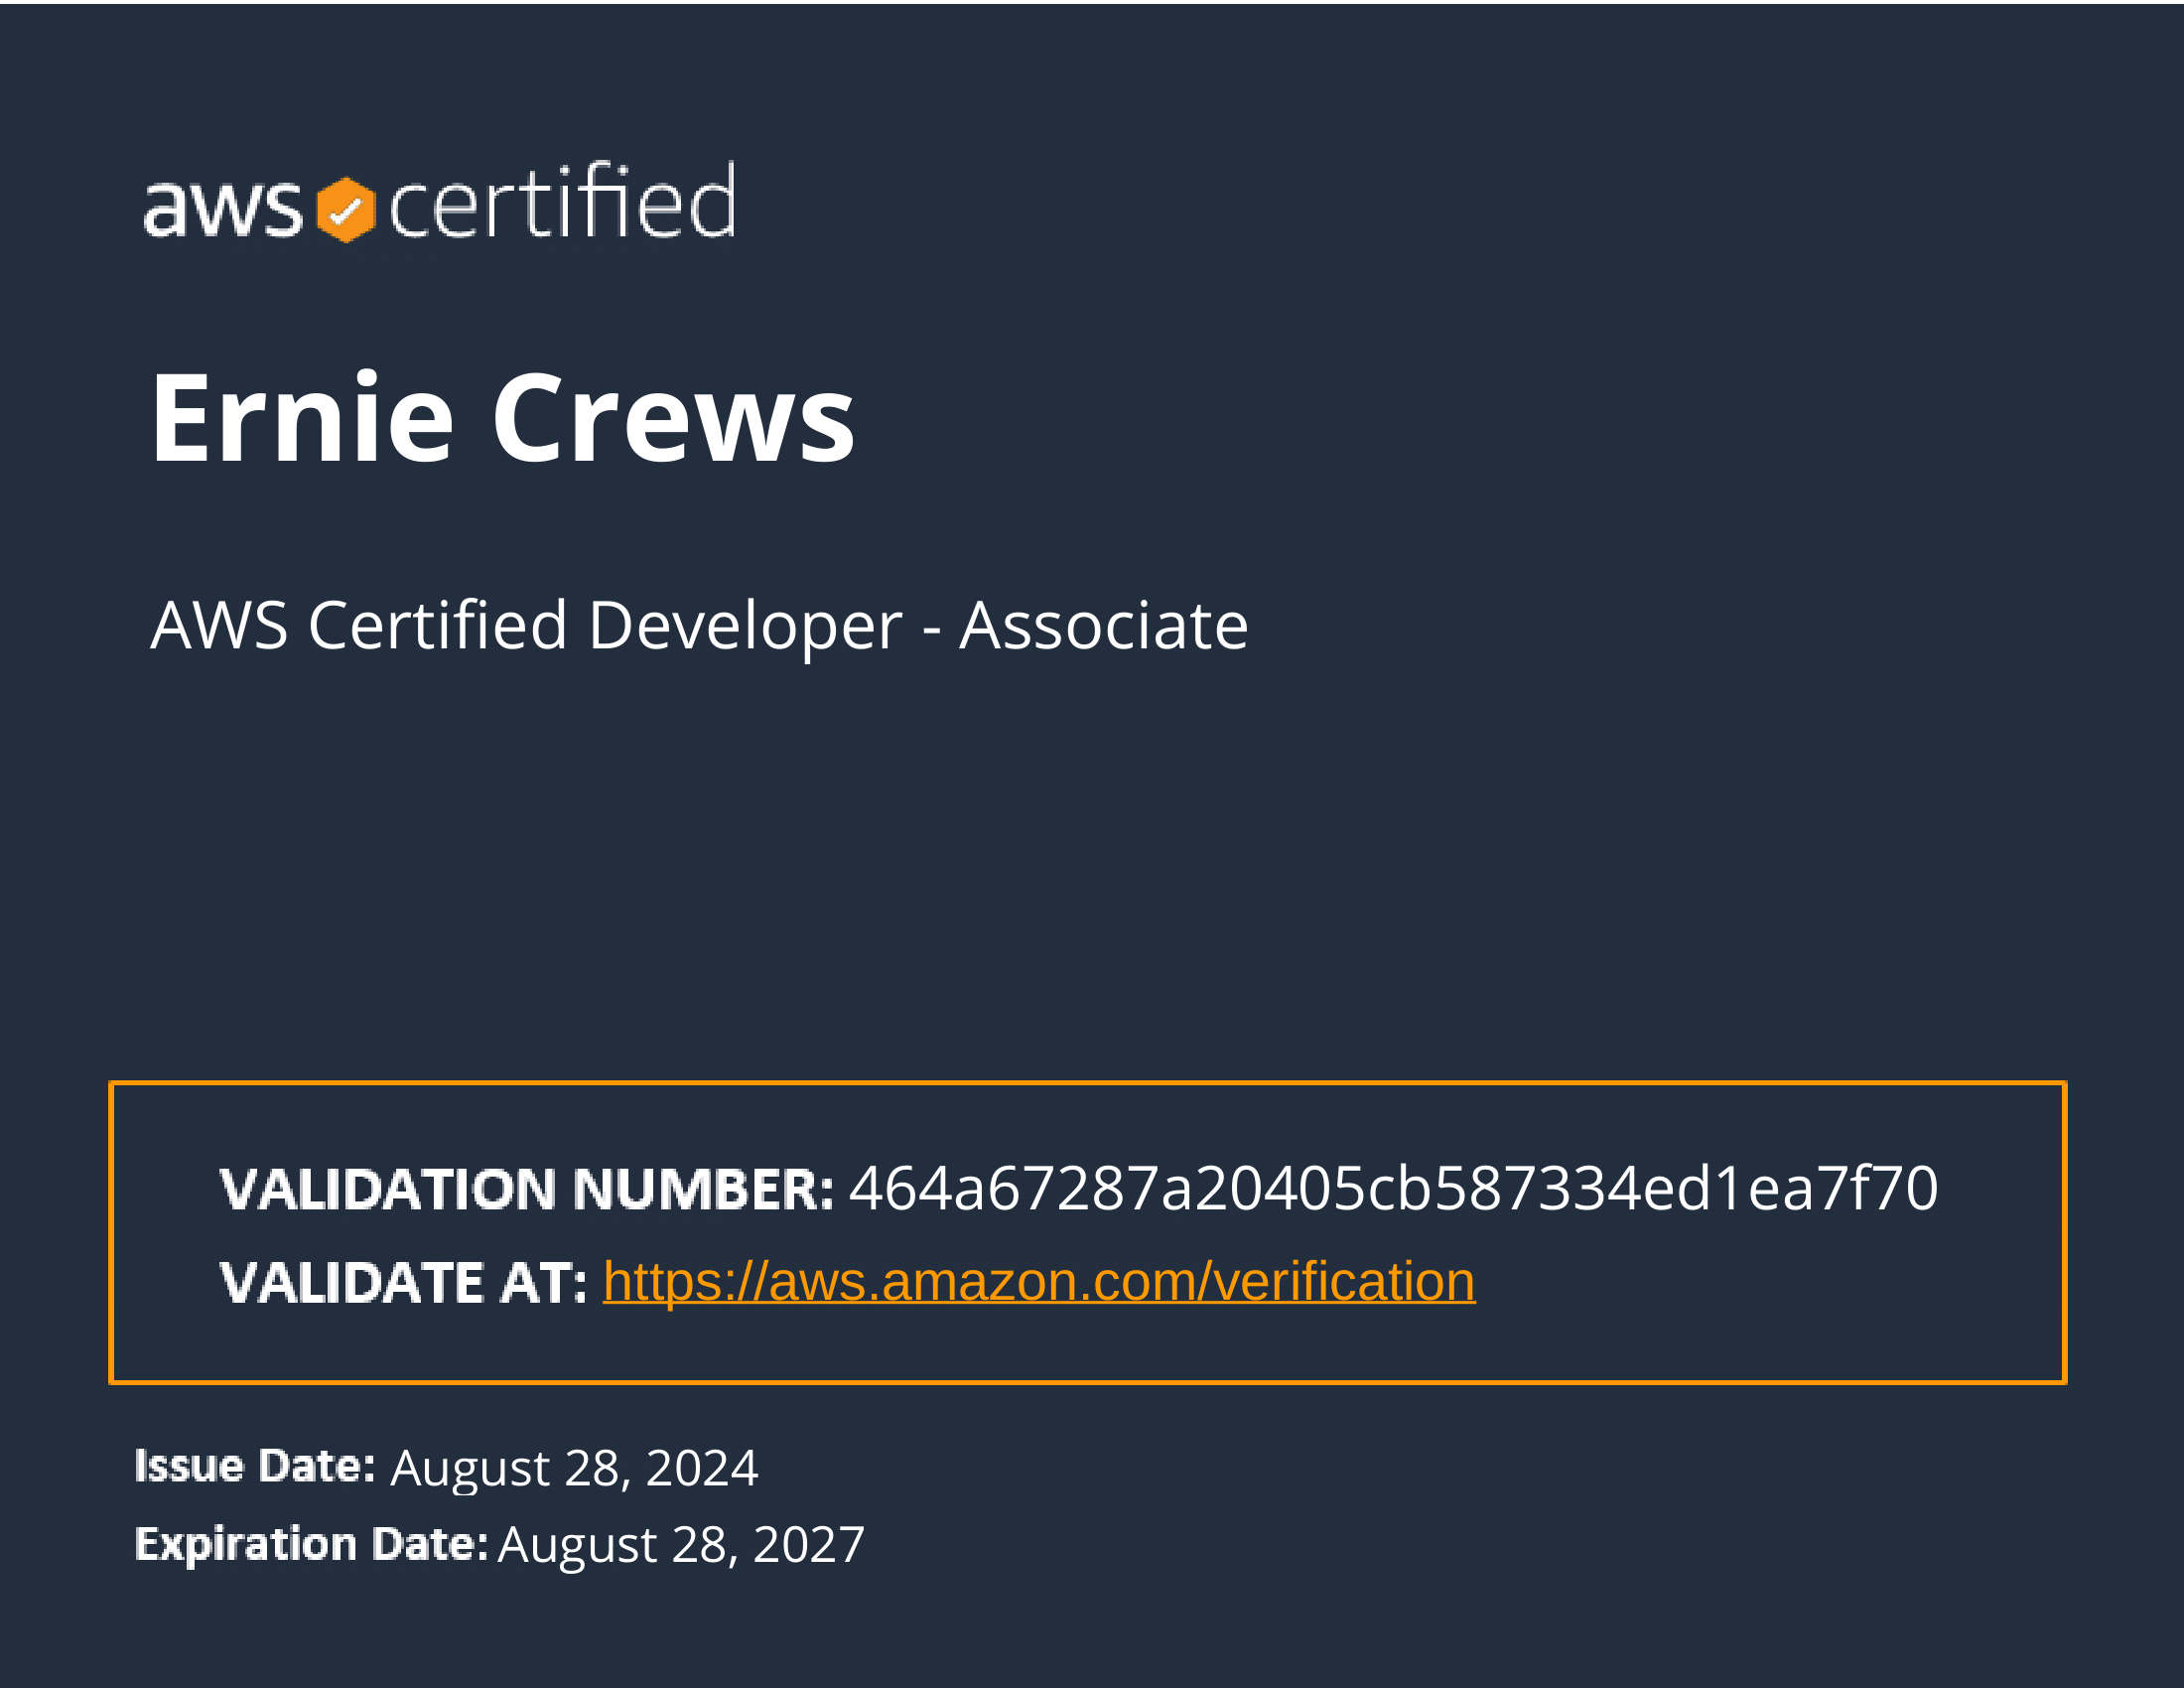 aws certified
Ernie Crews
AWS Certified Developer - Associate
VALIDATION NUMBER: 464a67287a20405cb587334ed1ea7f70
VALIDATE AT: https://aws.amazon.com/verification
Issue Date: August 28, 2024
Expiration Date: August 28, 2027